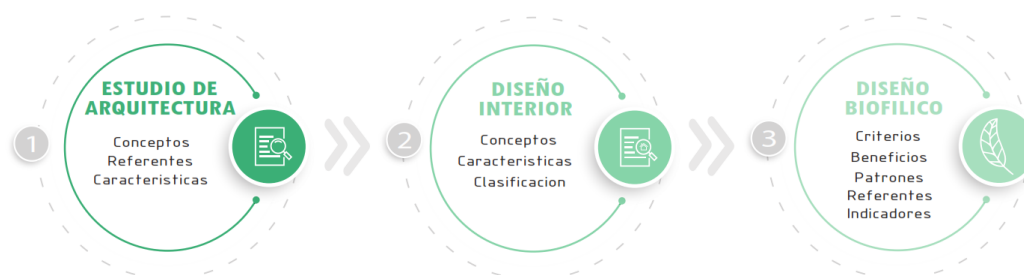 1
ESTUDIO DE
ARQUITECTURA
Conceptos
Referentes
Caracteristicas
2
DISEÑO
INTERIOR
Conceptos
Caracteristicas
Clasificacion
3
DISEÑO
BIOFILICO
Criterios
Beneficios
Patrones
Referentes
Indicadores